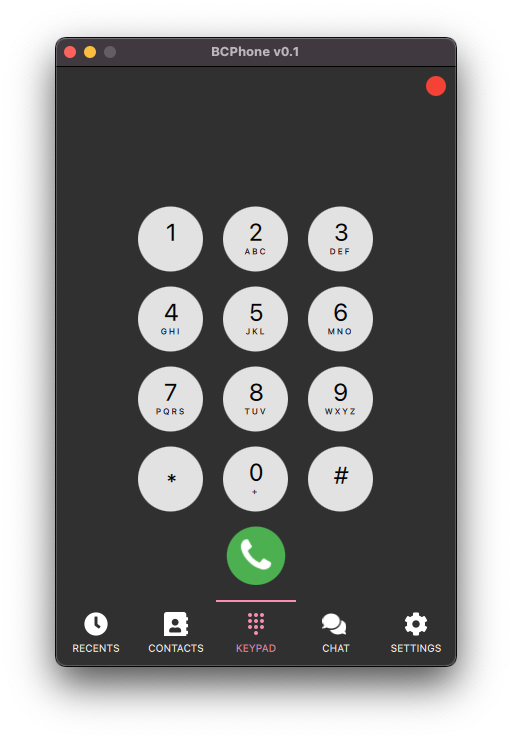 BCPhone v0.1
1 2 3
ABC DEF
4 5 6
GHI JKL MNO
7 8 9
PQRS TUV WXYZ
* 0 #
+
RECENTS CONTACTS KEYPAD CHAT SETTINGS